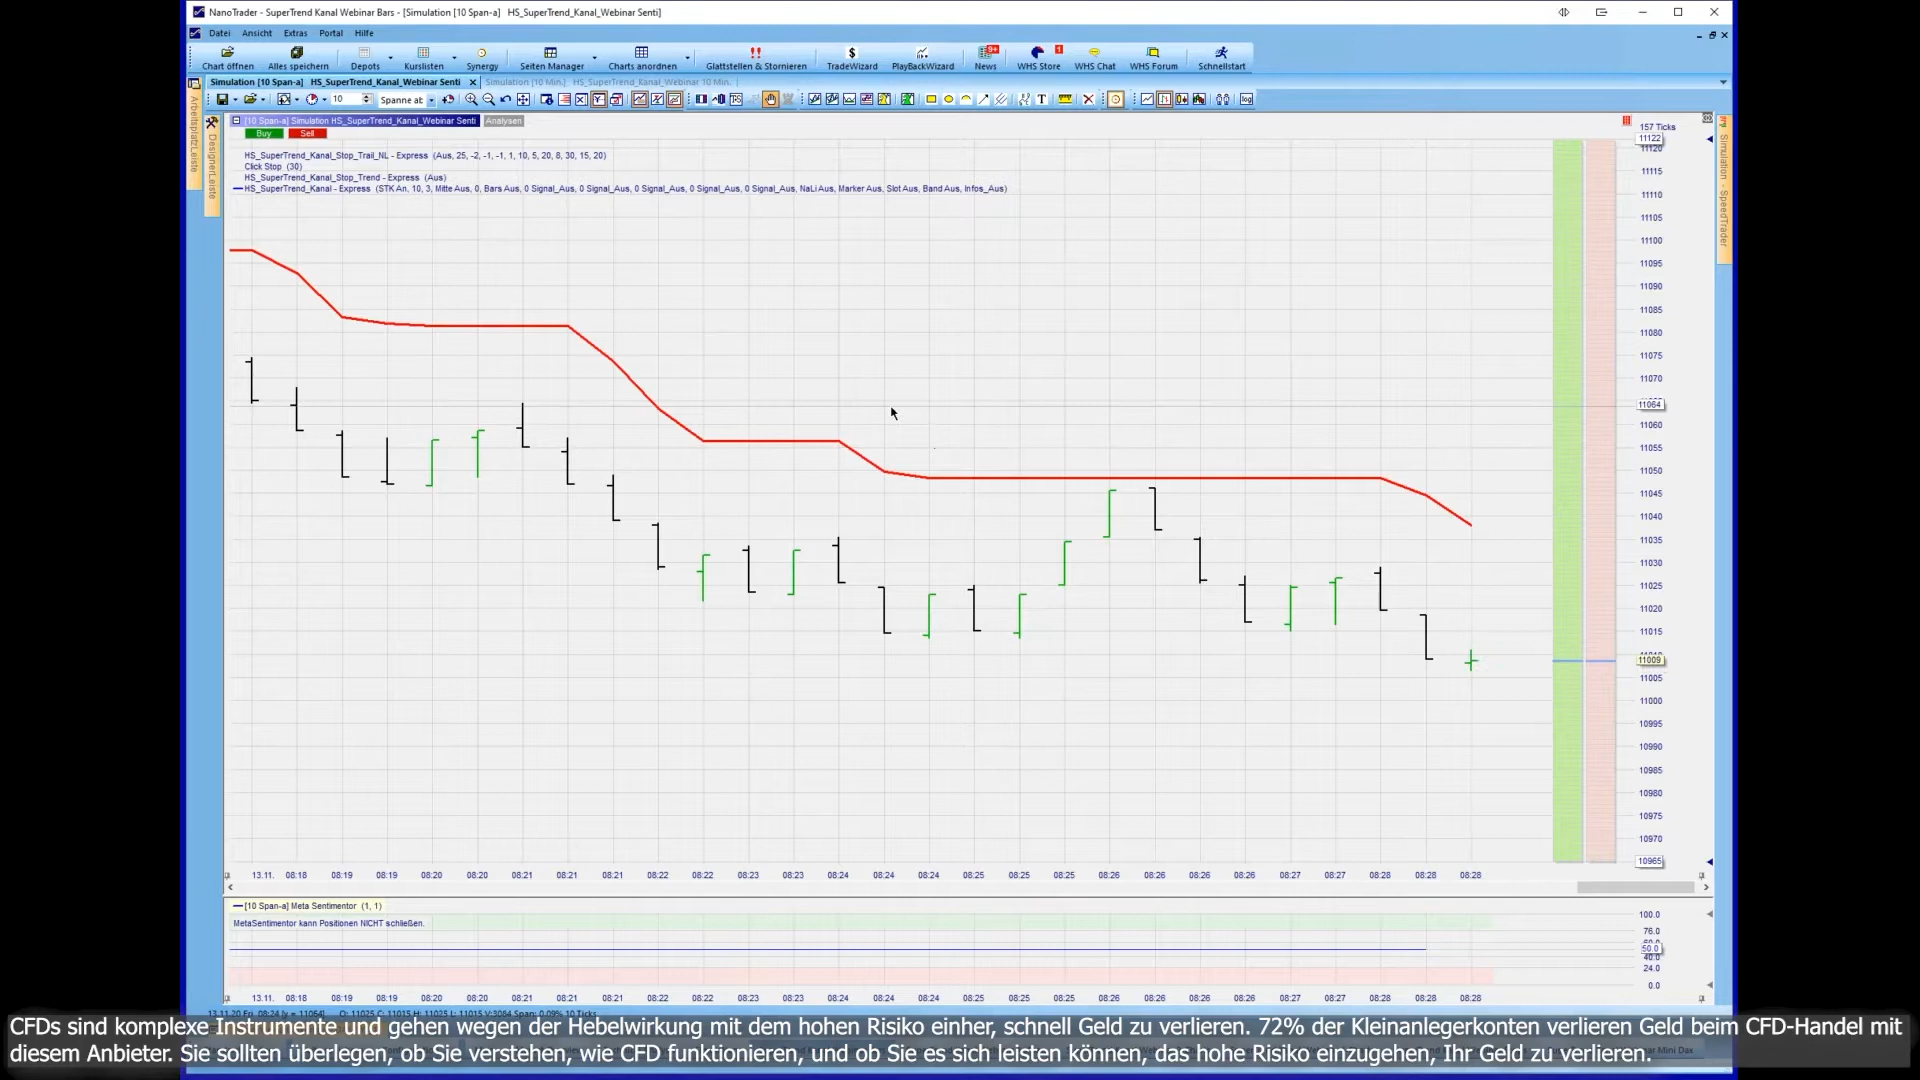 NanoTrader - SuperTrend Kanal Webinar Bars - [Simulation [10 Span-a]   HS_SuperTrend_Kanal_Webinar Senti]
Datei Ansicht Extras Portal Hilfe
Chart öffnen Alles speichern Depots Kurslisten Synergy Seiten Manager Charts anordnen Glattstellen & Stornieren TradeWizard PlayBackWizard News 9+ WHS Store 1 WHS Chat WHS Forum Schnellstart
Simulation [10 Span-a]   HS_SuperTrend_Kanal_Webinar Senti Simulation [10 Min.]   HS_SuperTrend_Kanal_Webinar 10 Min.
10 Spanne at
ArbeitsplatzLeiste
DesignerLeiste
Simulation - SpeedTrader
[10 Span-a] Simulation HS_SuperTrend_Kanal_Webinar Senti Analysen
Buy Sell
157 Ticks
HS_SuperTrend_Kanal_Stop_Trail_NL - Express (Aus, 25, -2, -1, -1, 1, 10, 5, 20, 8, 30, 15, 20)
Click Stop (30)
HS_SuperTrend_Kanal_Stop_Trend - Express (Aus)
HS_SuperTrend_Kanal - Express (STK An, 10, 3, Mitte Aus, 0, Bars Aus, 0 Signal_Aus, 0 Signal_Aus, 0 Signal_Aus, 0 Signal_Aus, 0 Signal_Aus, NaLi Aus, Marker Aus, Slot Aus, Band Aus, Infos_Aus)
11122
11120
11115
11110
11105
11100
11095
11090
11085
11080
11075
11070
11064
11060
11055
11050
11045
11040
11035
11030
11025
11020
11015
11009
11005
11000
10995
10990
10985
10980
10975
10970
10965
13.11. 08:18 08:19 08:19 08:20 08:20 08:21 08:21 08:21 08:22 08:22 08:23 08:23 08:24 08:24 08:24 08:25 08:25 08:25 08:26 08:26 08:26 08:26 08:27 08:27 08:28 08:28 08:28
[10 Span-a] Meta Sentimentor (1, 1)
MetaSentimentor kann Positionen NICHT schließen.
100.0
76.0
50.0
40.0
24.0
0.0
13.11. 08:18 08:19 08:19 08:20 08:20 08:21 08:21 08:21 08:22 08:22 08:23 08:23 08:24 08:24 08:24 08:25 08:25 08:25 08:26 08:26 08:26 08:26 08:27 08:27 08:28 08:28 08:28
CFDs sind komplexe Instrumente und gehen wegen der Hebelwirkung mit dem hohen Risiko einher, schnell Geld zu verlieren. 72% der Kleinanlegerkonten verlieren Geld beim CFD-Handel mit
diesem Anbieter. Sie sollten überlegen, ob Sie verstehen, wie CFD funktionieren, und ob Sie es sich leisten können, das hohe Risiko einzugehen, Ihr Geld zu verlieren.